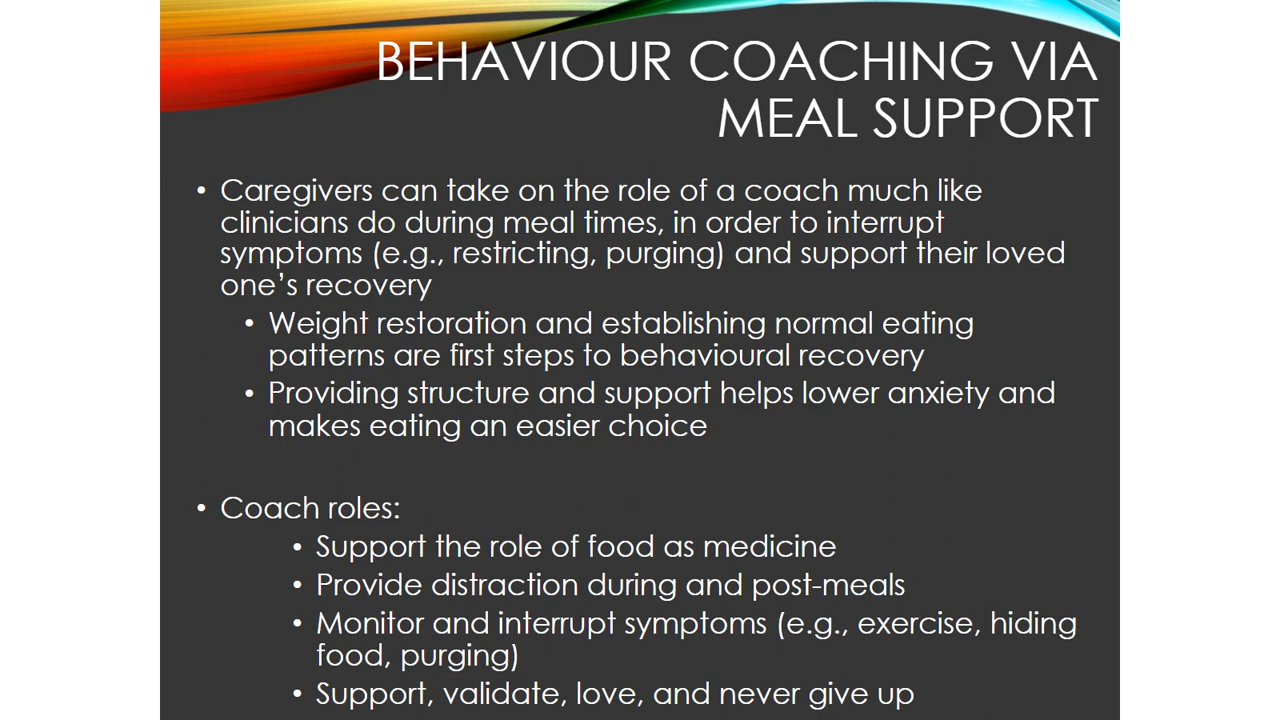 BEHAVIOUR COACHING VIA
MEAL SUPPORT
• Caregivers can take on the role of a coach much like
clinicians do during meal times, in order to interrupt
symptoms (e.g., restricting, purging) and support their loved
one's recovery
• Weight restoration and establishing normal eating
patterns are first steps to behavioural recovery
• Providing structure and support helps lower anxiety and
makes eating an easier choice
• Coach roles:
• Support the role of food as medicine
• Provide distraction during and post-meals
• Monitor and interrupt symptoms (e.g., exercise, hiding
food, purging)
• Support, validate, love, and never give up